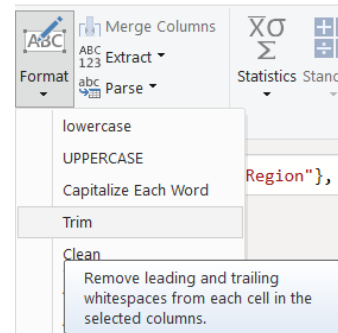 ABC
Merge Columns
XΟ
Σ
ABC
123 Extract
Format
abc Parse
Statistics
lowercase
UPPERCASE
Capitalize Each Word
Region"},
Trim
Clean
Remove leading and trailing
whitespaces from each cell in the
selected columns.